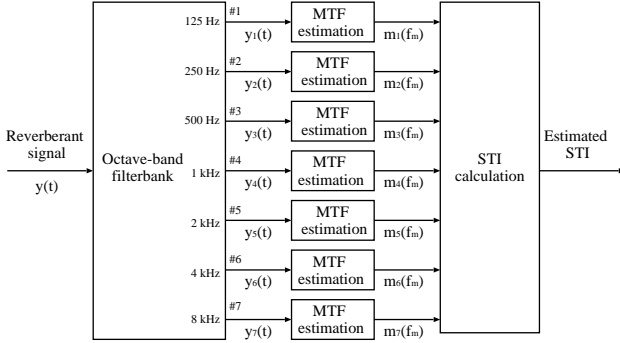 Reverberant
signal
y(t)
Octave-band
filterbank
125 Hz
#1
y₁(t)
MTF
estimation
m₁(fₘ)
250 Hz
#2
y₂(t)
MTF
estimation
m₂(fₘ)
500 Hz
#3
y₃(t)
MTF
estimation
m₃(fₘ)
1 kHz
#4
y₄(t)
MTF
estimation
m₄(fₘ)
2 kHz
#5
y₅(t)
MTF
estimation
m₅(fₘ)
4 kHz
#6
y₆(t)
MTF
estimation
m₆(fₘ)
8 kHz
#7
y₇(t)
MTF
estimation
m₇(fₘ)
STI
calculation
Estimated
STI